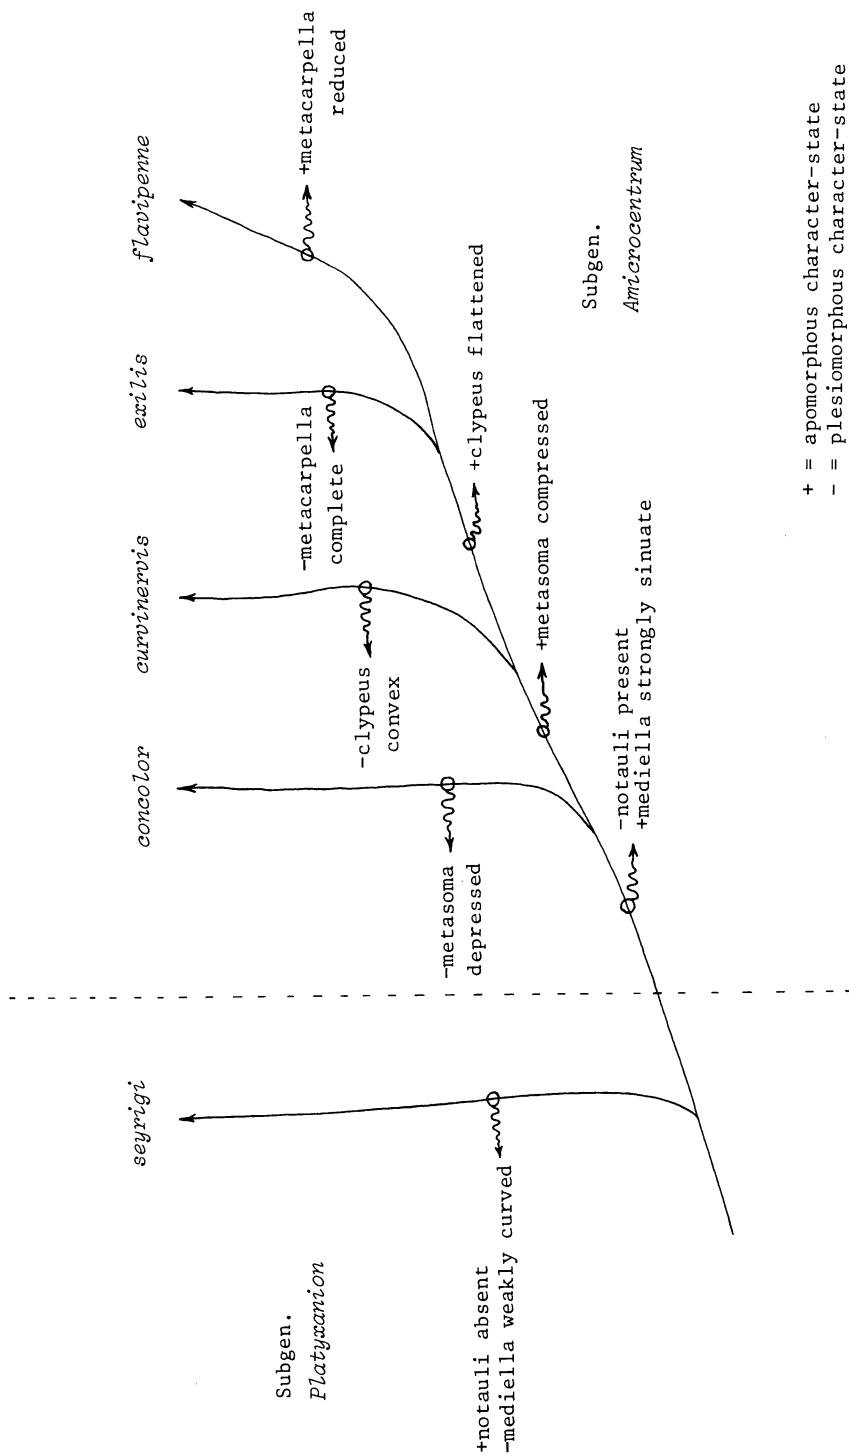 seyrigi
concolor
curvinervis
exilis
flavipenne
Subgen.
Platyxanion
+notauli absent
-mediella weakly curved
-metasoma
depressed
-clypeus
convex
-metacarpella
complete
+metacarpella
reduced
+clypeus flattened
+metasoma compressed
-notauli present
+mediella strongly sinuate
Subgen.
Amicrocentrum
+ = apomorphous character-state
- = plesiomorphous character-state